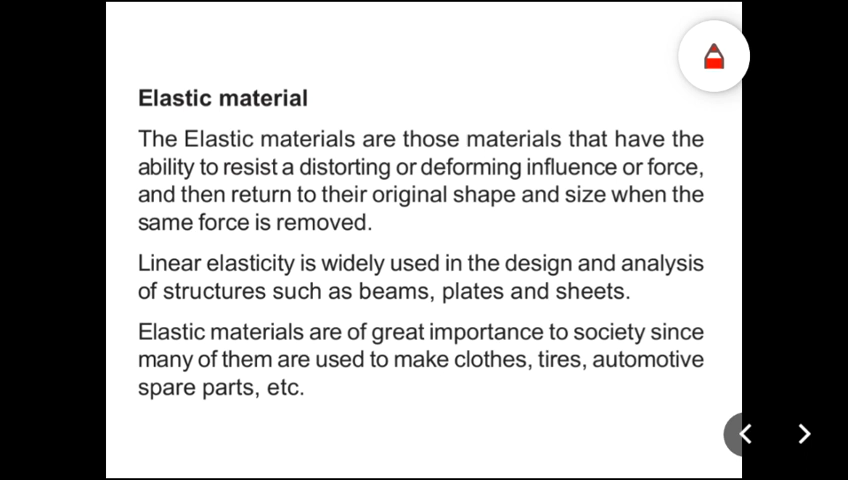 Elastic material
The Elastic materials are those materials that have the
ability to resist a distorting or deforming influence or force,
and then return to their original shape and size when the
same force is removed.
Linear elasticity is widely used in the design and analysis
of structures such as beams, plates and sheets.
Elastic materials are of great importance to society since
many of them are used to make clothes, tires, automotive
spare parts, etc.